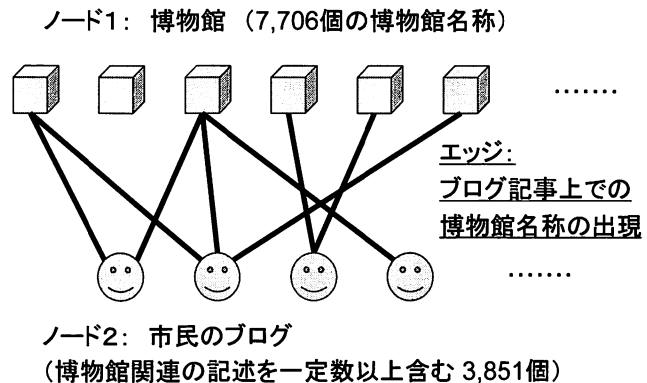 ノード1： 博物館 （7,706個の博物館名称）
.......
エッジ：
ブログ記事上での
博物館名称の出現
.......
ノード2： 市民のブログ
（博物館関連の記述を一定数以上含む 3,851個）